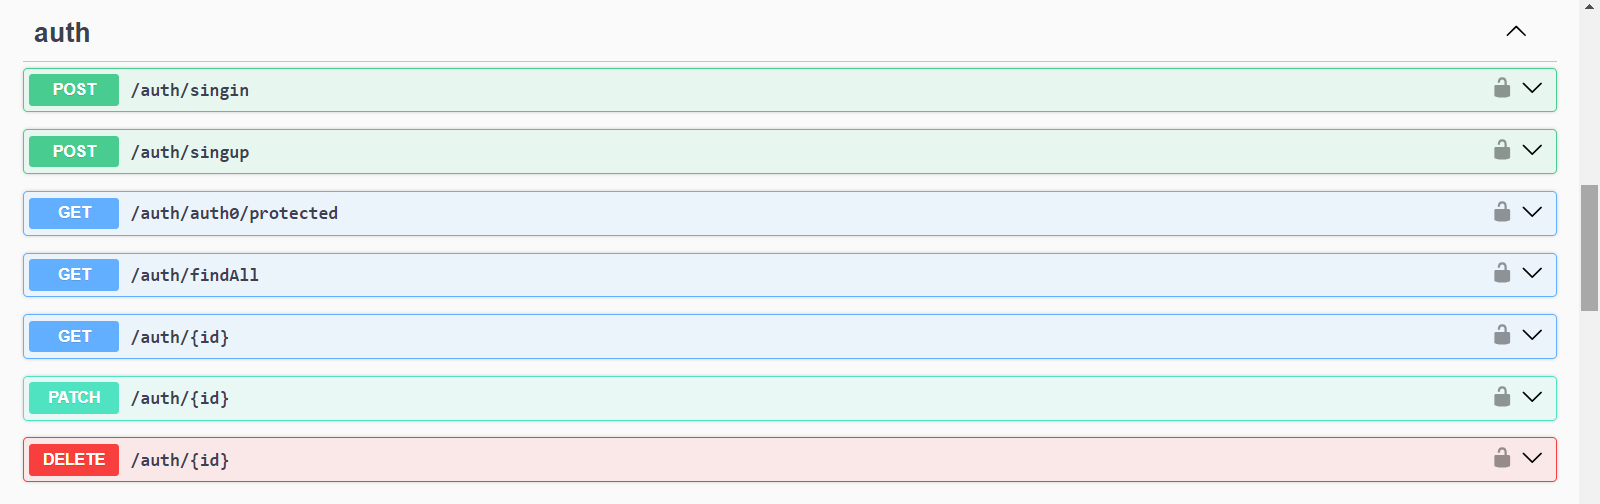 auth
POST /auth/singin
POST /auth/singup
GET /auth/auth0/protected
GET /auth/findAll
GET /auth/{id}
PATCH /auth/{id}
DELETE /auth/{id}